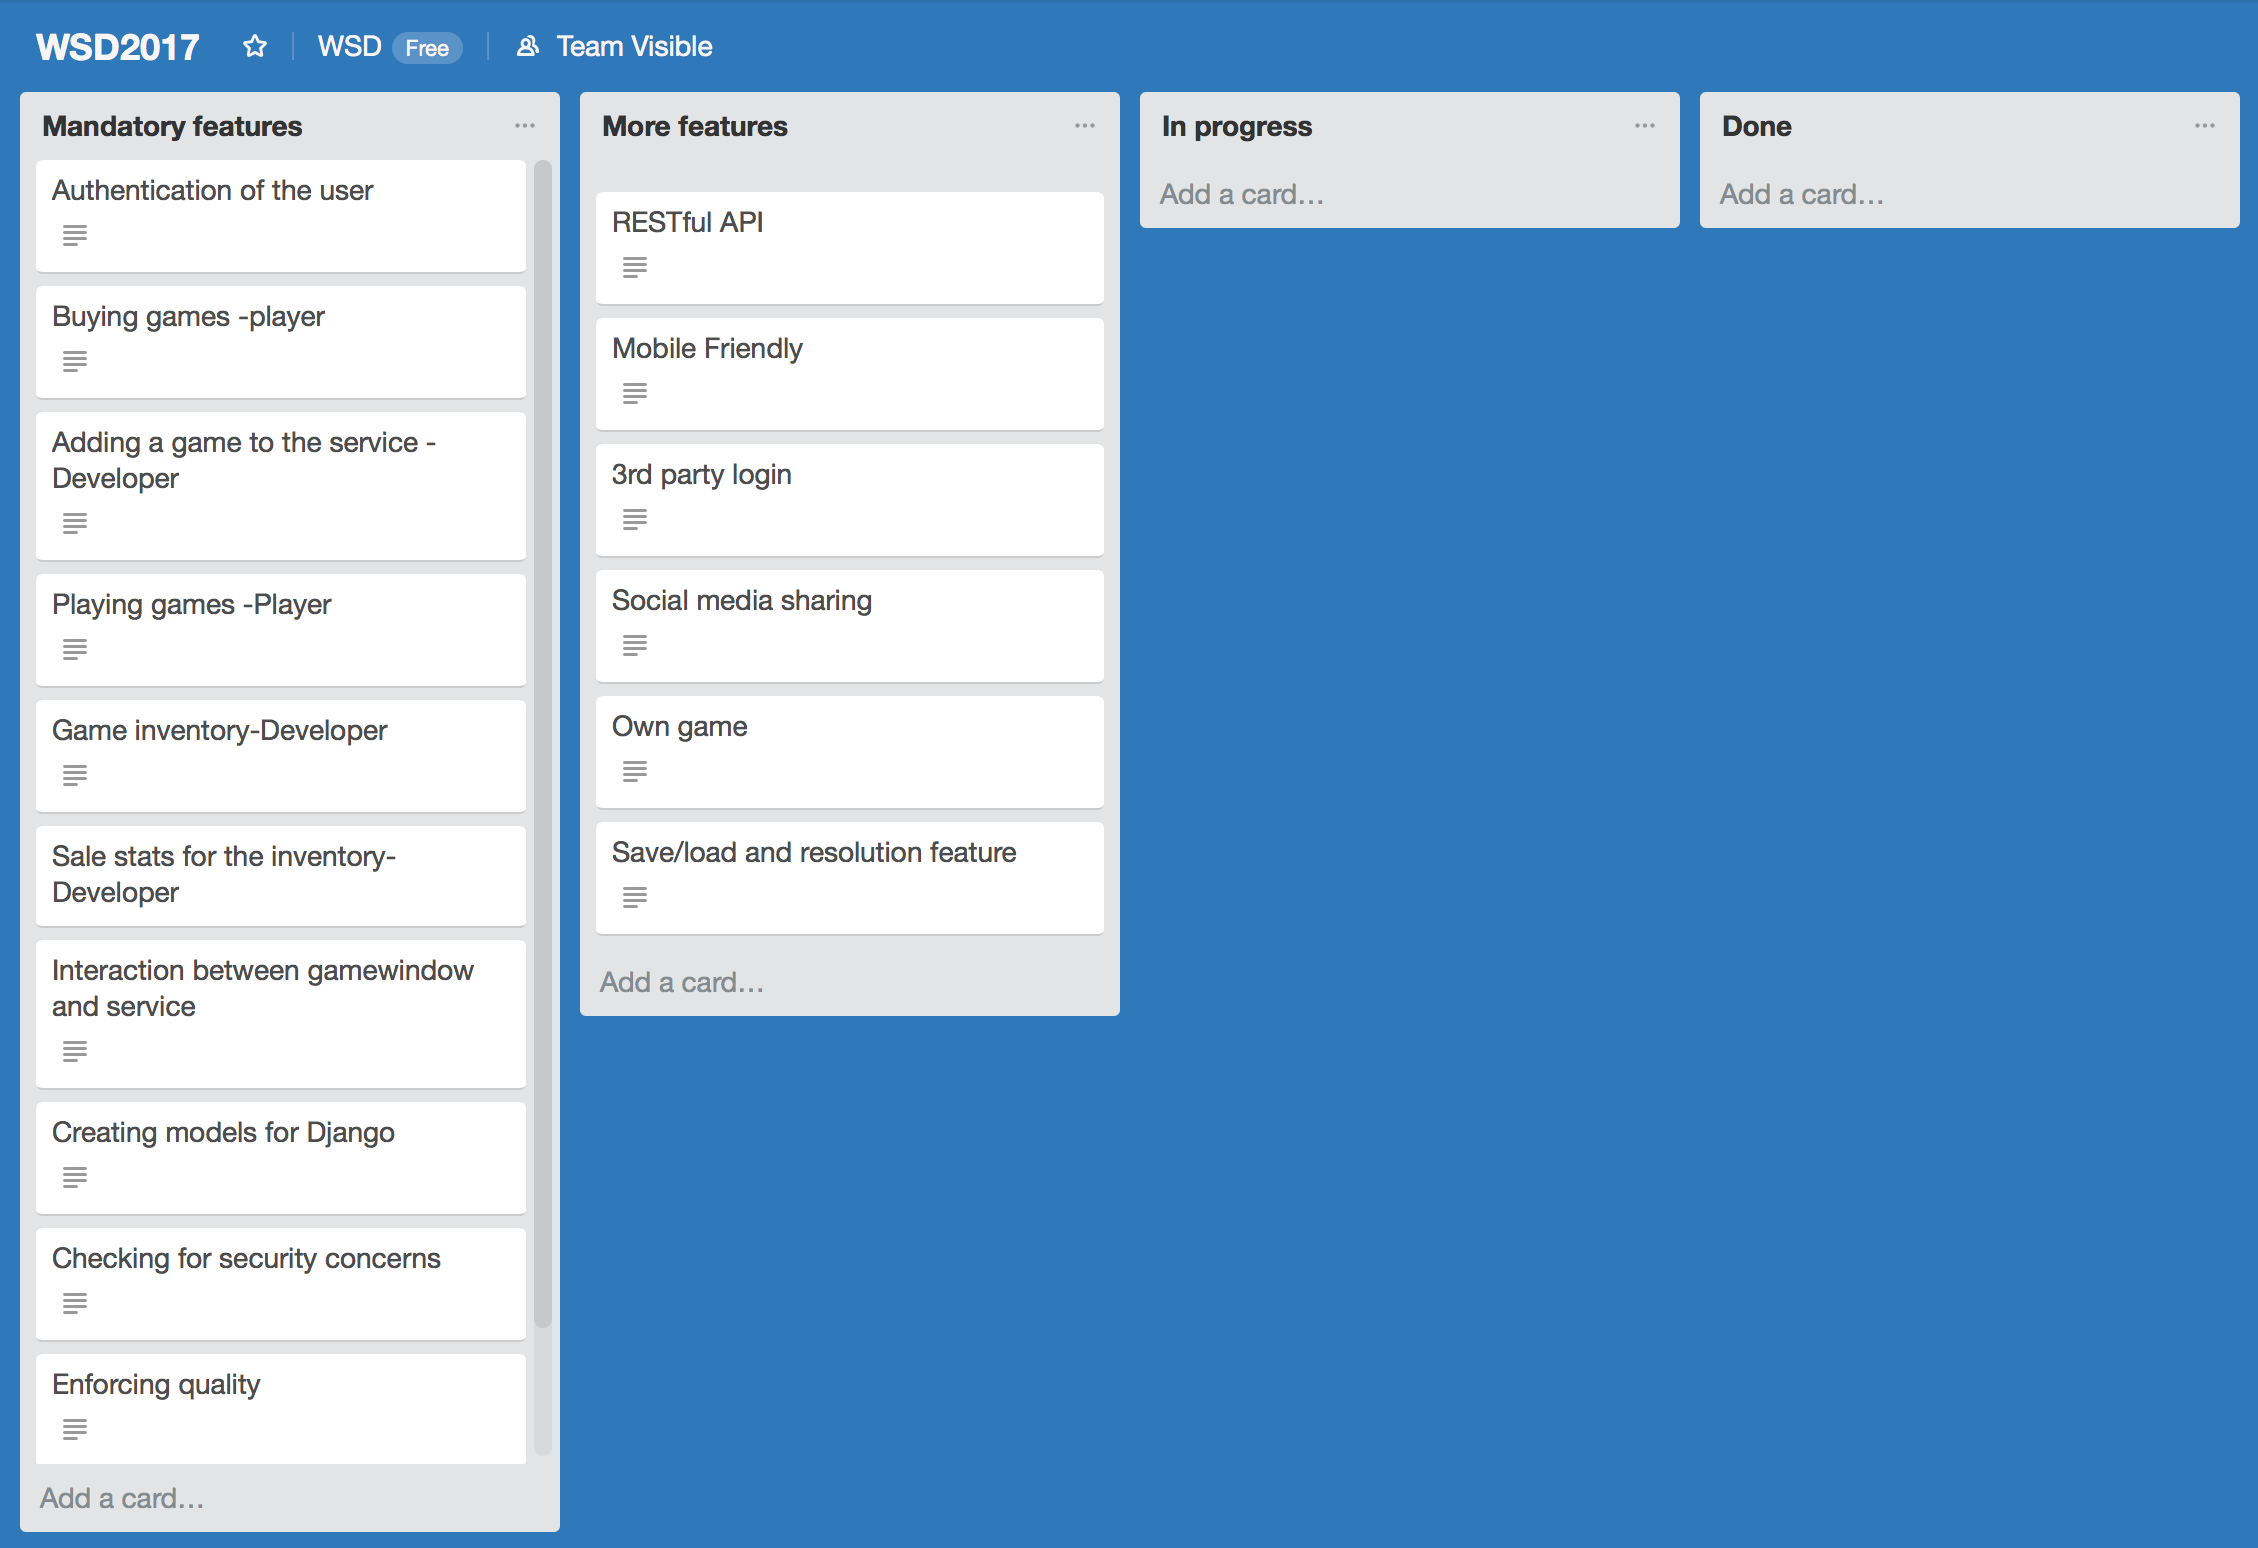 WSD2017 WSD Free Team Visible
Mandatory features
Authentication of the user
Buying games -player
Adding a game to the service -
Developer
Playing games -Player
Game inventory-Developer
Sale stats for the inventory-
Developer
Interaction between gamewindow
and service
Creating models for Django
Checking for security concerns
Enforcing quality
Add a card...
More features
RESTful API
Mobile Friendly
3rd party login
Social media sharing
Own game
Save/load and resolution feature
Add a card...
In progress
Add a card...
Done
Add a card...